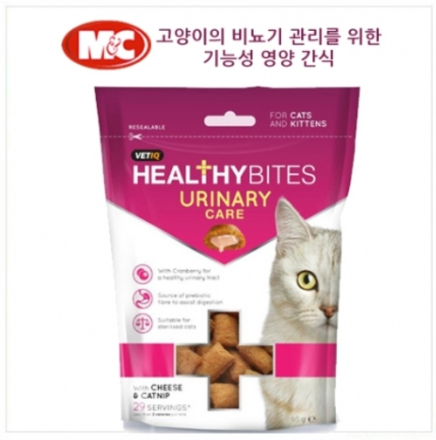 M&C
고양이의 비뇨기 관리를 위한
기능성 영양 간식
RESEALABLE
FOR CATS
AND KITTENS
VETIQ
HEALTHYBITES
URINARY
CARE
With Cranberry for
a healthy urinary tract
Source of prebiotic
fibre to assist digestion
Suitable for
sterilised cats
WITH CHEESE
& CATNIP
29 SERVINGS*